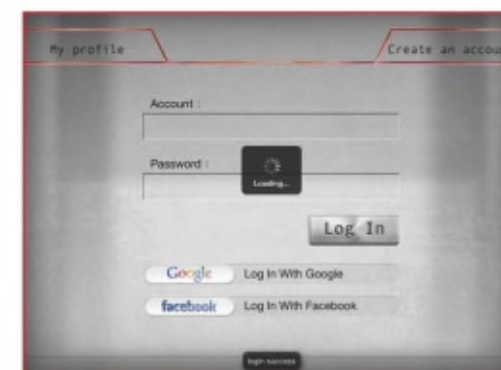 My profile
Create an accou
Account :
Password :
Loading...
Log In
Google Log In With Google
facebook Log In With Facebook
login success